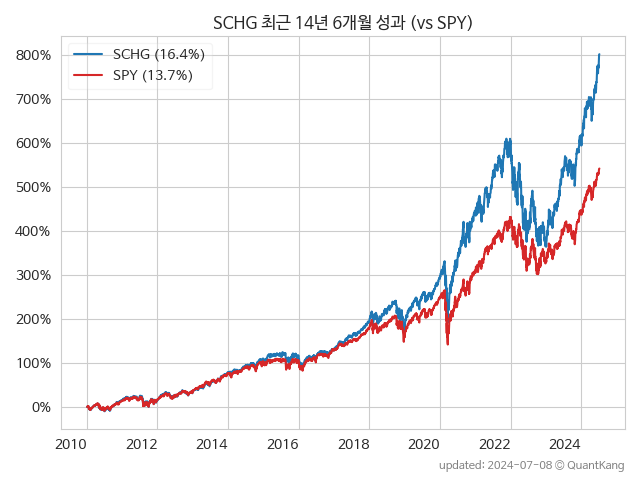 SCHG 최근 14년 6개월 성과 (vs SPY)
SCHG (16.4%)
SPY (13.7%)
800%
700%
600%
500%
400%
300%
200%
100%
0%
2010 2012 2014 2016 2018 2020 2022 2024
updated: 2024-07-08 © QuantKang